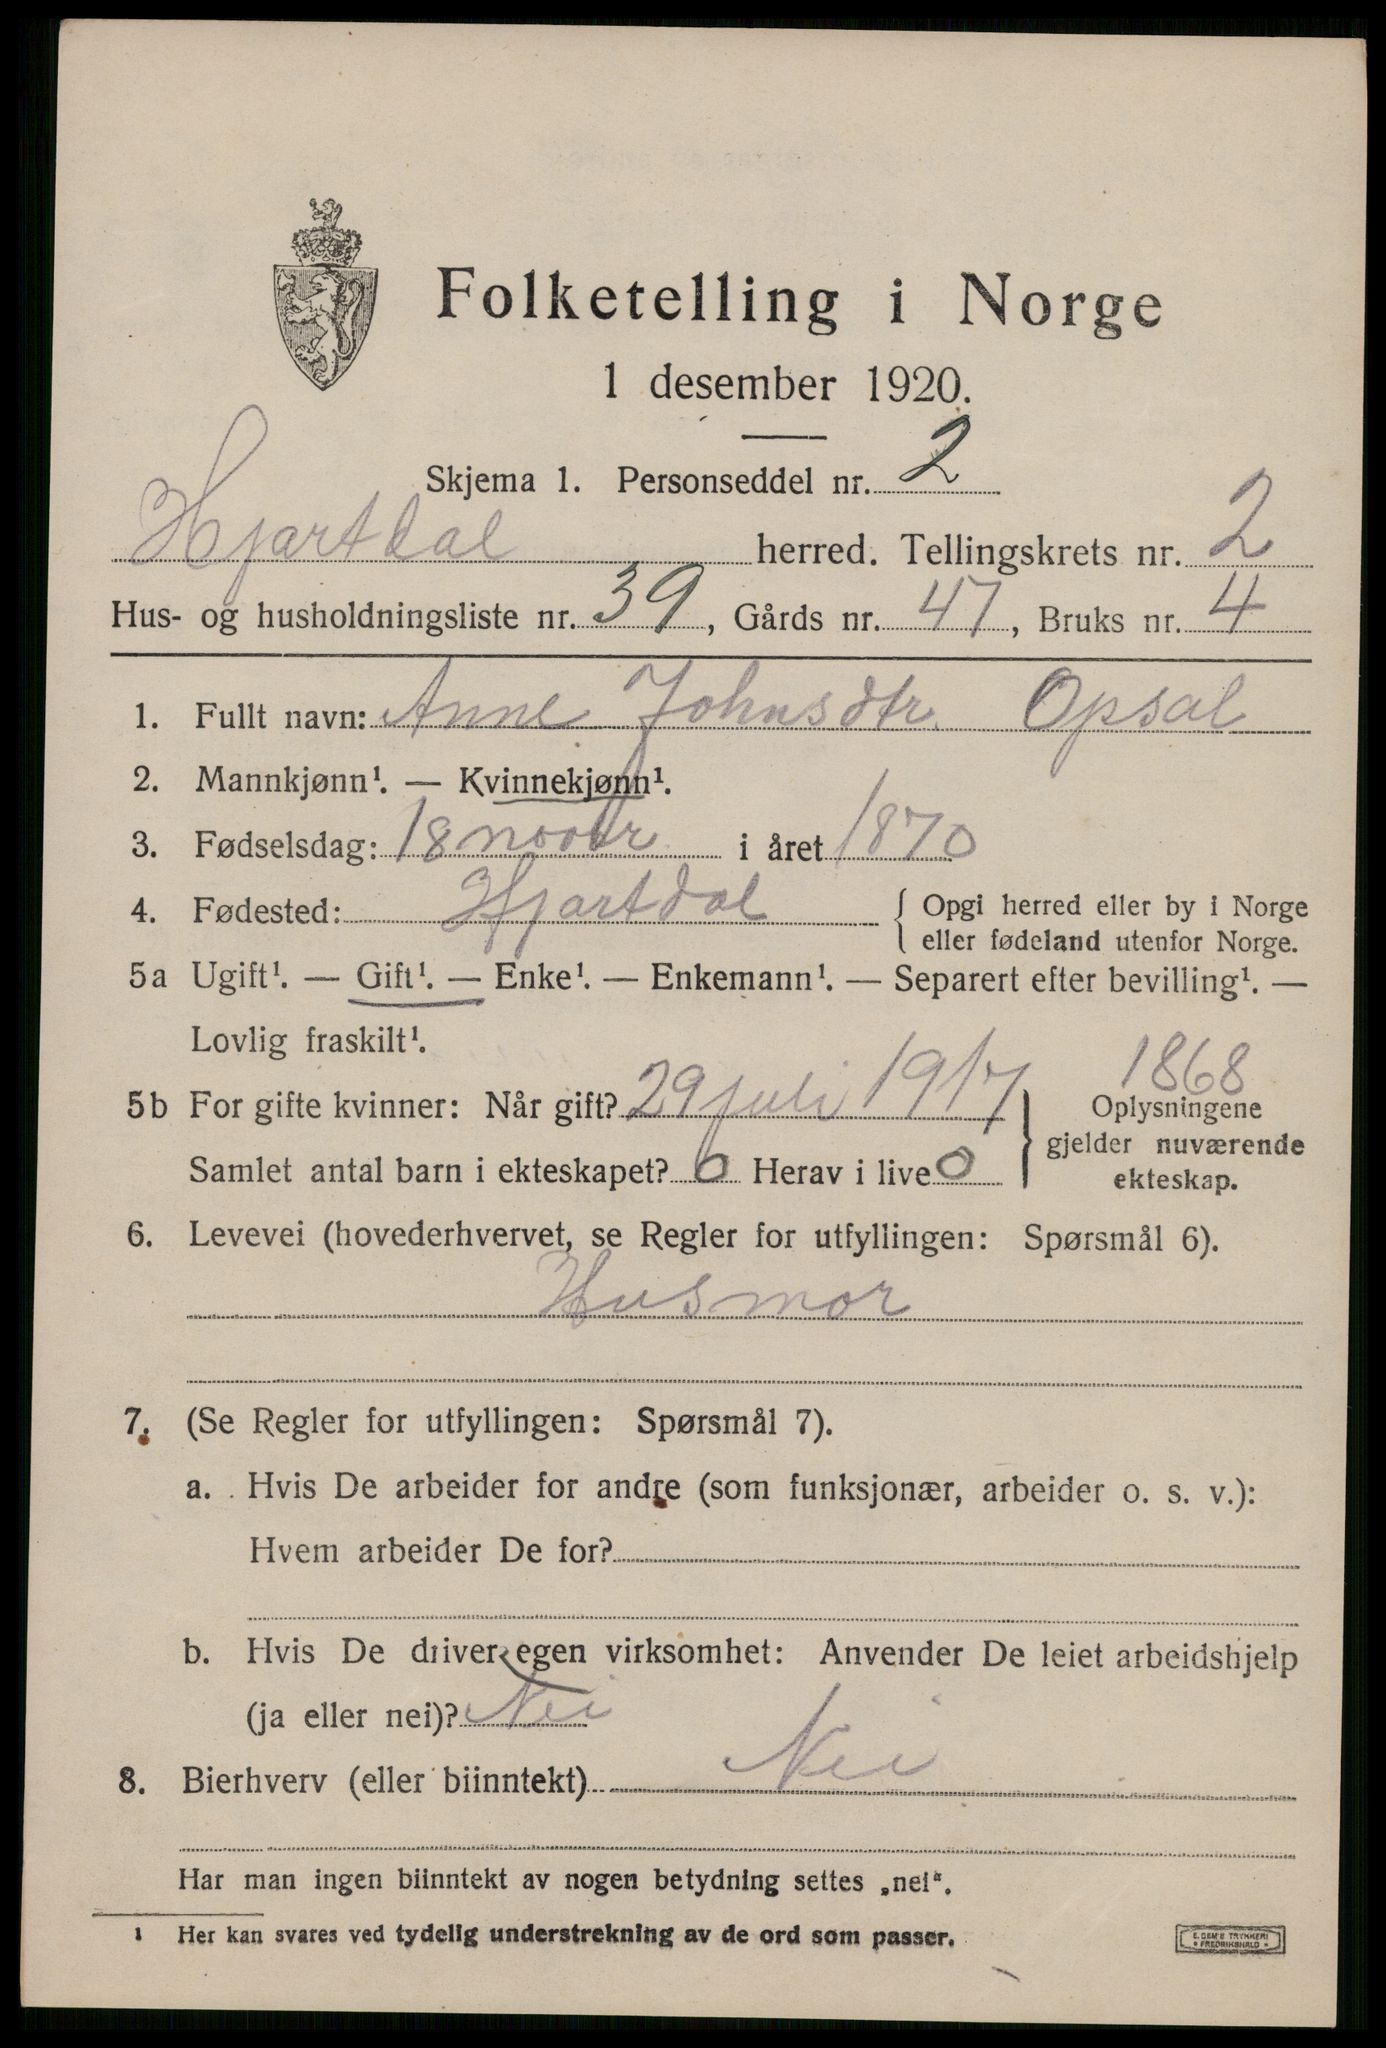 Folketelling i Norge
1 desember 1920.
Skjema 1. Personseddel nr. 2
Hjartdal herred. Tellingskrets nr. 2
Hus- og husholdningsliste nr. 39, Gårds nr. 47, Bruks nr. 4
1. Fullt navn: Anne Johnsdtr. Opsal
2. Mannkjønn¹. — Kvinnekjønn¹.
3. Fødselsdag: 18 novbr i året 1870
4. Fødested: Hjartdal { Opgi herred eller by i Norge
eller fødeland utenfor Norge.
5a Ugift¹. — Gift¹. — Enke¹. — Enkemann¹. — Separert efter bevilling¹. —
Lovlig fraskilt¹.
1868
5b For gifte kvinner: Når gift? 29 juli 1917 } Oplysningene
gjelder nuværende
Samlet antal barn i ekteskapet? 0 Herav i live 0 ekteskap.
6. Levevei (hovederhvervet, se Regler for utfyllingen: Spørsmål 6).
Husmor
7. (Se Regler for utfyllingen: Spørsmål 7).
a. Hvis De arbeider for andre (som funksjonær, arbeider o. s. v.):
Hvem arbeider De for?
b. Hvis De driver egen virksomhet: Anvender De leiet arbeidshjelp
(ja eller nei)? Nei
8. Bierhverv (eller biinntekt) Nei
Har man ingen biinntekt av nogen betydning settes „nei“.
1 Her kan svares ved tydelig understrekning av de ord som passer.
E. SEM'S TRYKKERI
• FREDRIKSHALD •